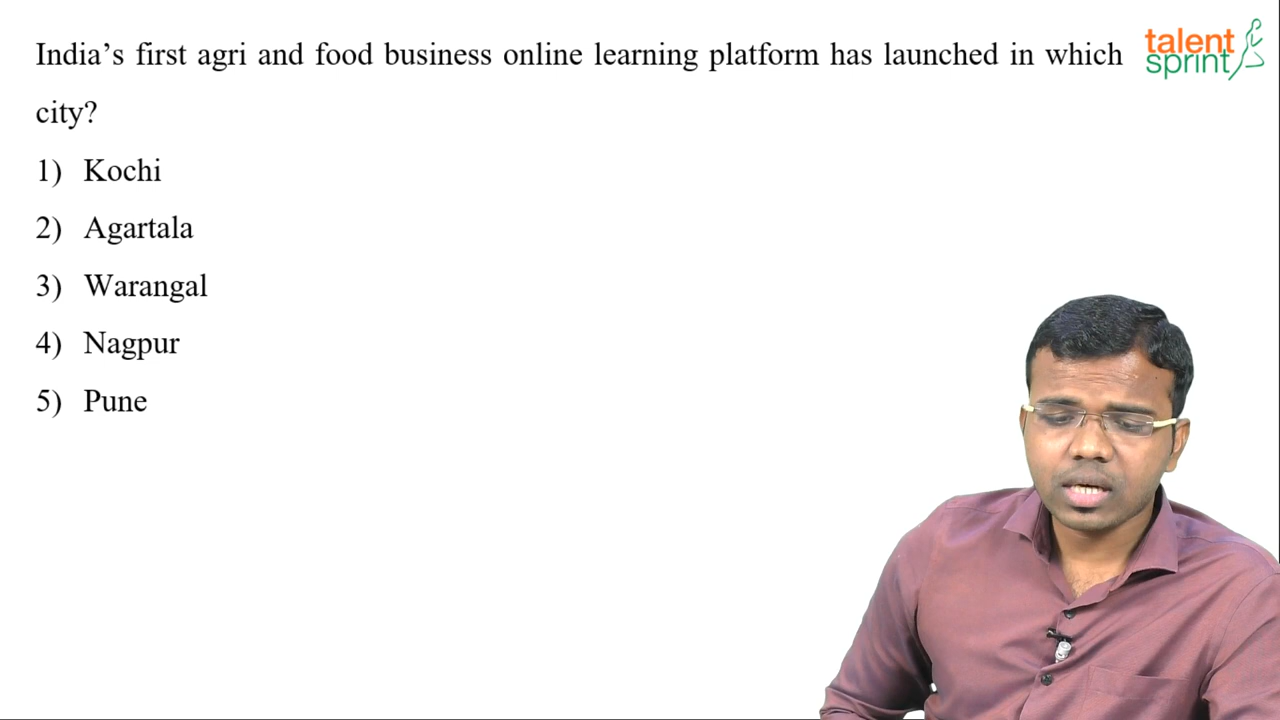 India’s first agri and food business online learning platform has launched in which
city?
1) Kochi
2) Agartala
3) Warangal
4) Nagpur
5) Pune
talent
sprint